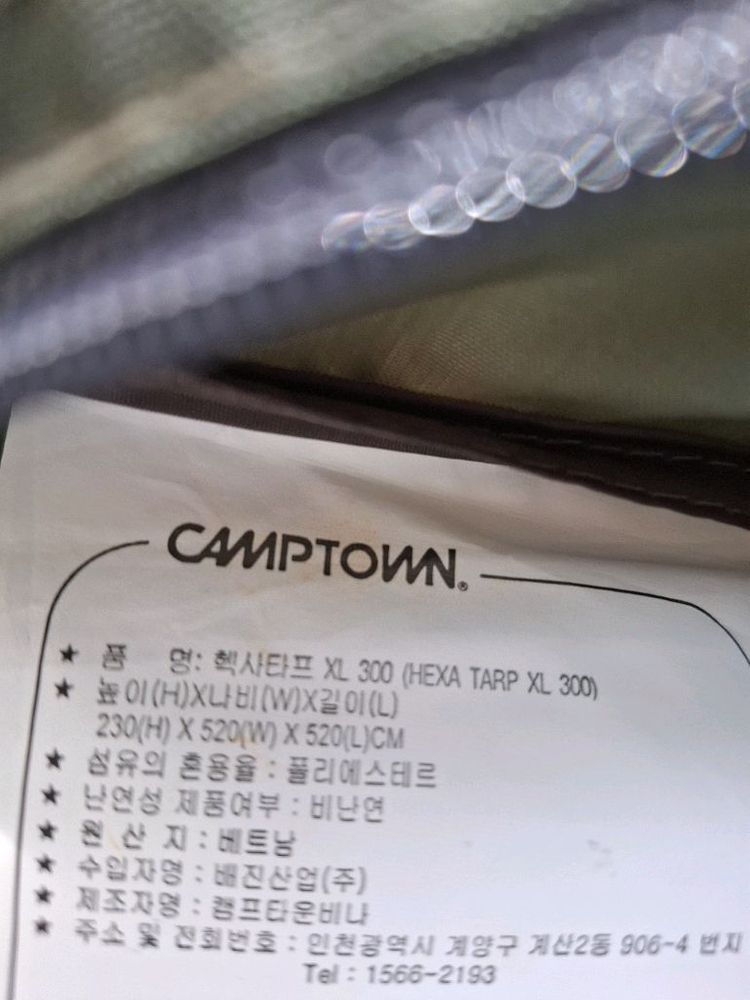 CAMPTOWN®
★ 품 명: 헥사타프 XL 300 (HEXA TARP XL 300)
★ 높이(H)X나비(W)X길이(L)
230(H) X 520(W) X 520(L)CM
★ 섬유의 혼용율 : 폴리에스테르
★ 난연성 제품여부 : 비난연
★ 원 산 지 : 베트남
★ 수입자명 : 배진산업(주)
★ 제조자명 : 캠프타운비나
★ 주소 및 전화번호 : 인천광역시 계양구 계산2동 906-4 번지
Tel : 1566-2193